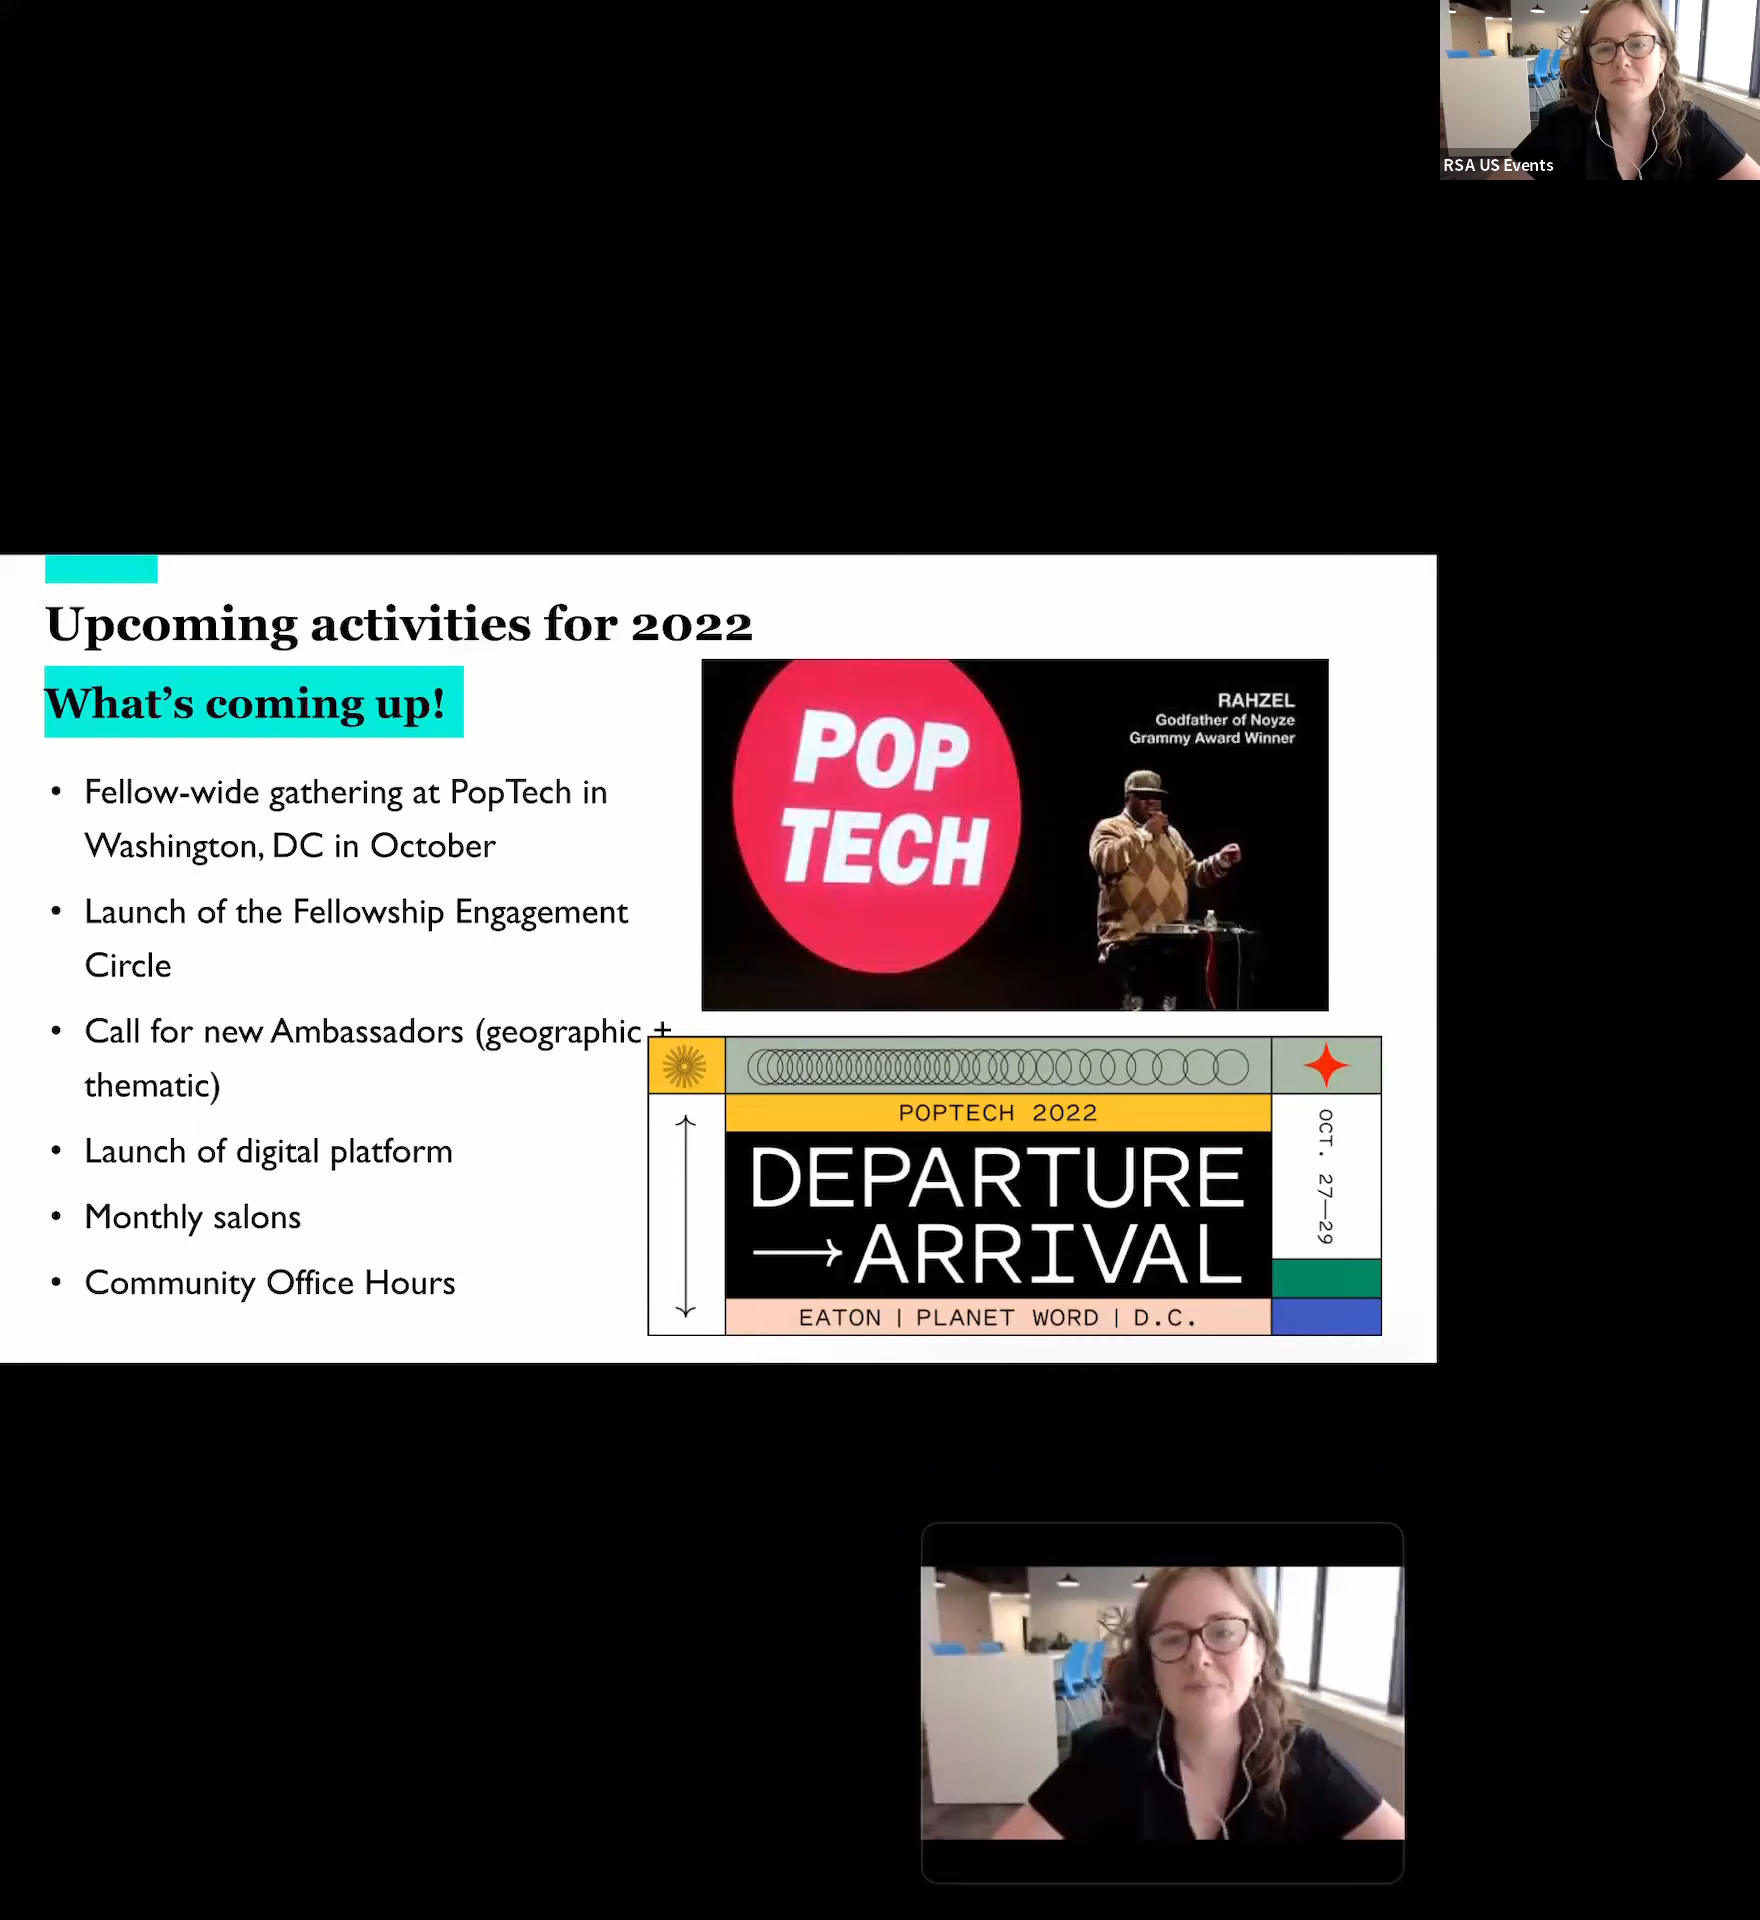 RSA US Events
Upcoming activities for 2022
What's coming up!
• Fellow-wide gathering at PopTech in
Washington, DC in October
• Launch of the Fellowship Engagement
Circle
• Call for new Ambassadors (geographic +
thematic)
• Launch of digital platform
• Monthly salons
• Community Office Hours
POP
TECH
RAHZEL
Godfather of Noyze
Grammy Award Winner
POPTECH 2022
DEPARTURE
→ARRIVAL
EATON | PLANET WORD | D.C.
OCT. 27—29